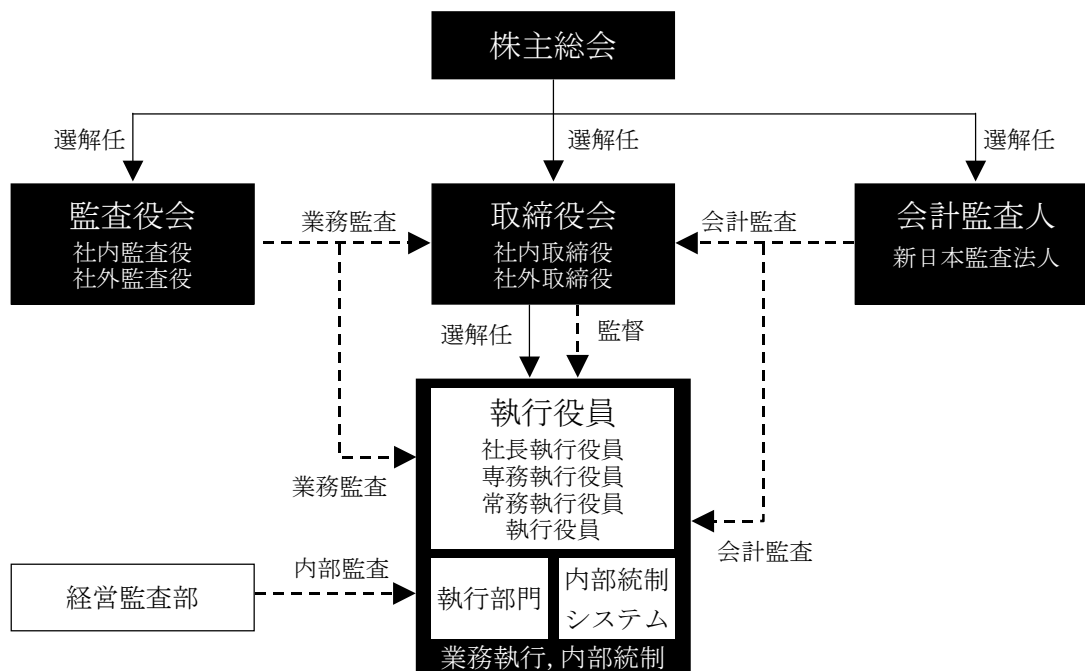 株主総会
選解任
選解任
選解任
監査役会
社内監査役
社外監査役
業務監査
取締役会
社内取締役
社外取締役
会計監査
会計監査人
新日本監査法人
選解任
監督
執行役員
社長執行役員
専務執行役員
常務執行役員
執行役員
業務監査
会計監査
経営監査部
内部監査
執行部門
内部統制
システム
業務執行, 内部統制